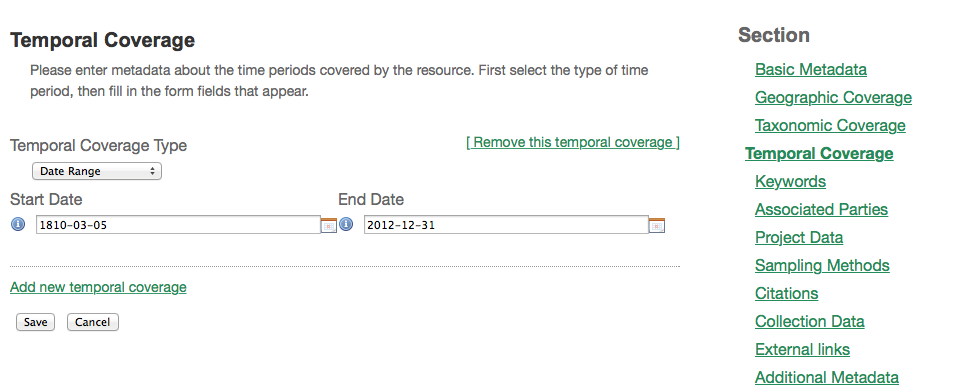 Temporal Coverage
Please enter metadata about the time periods covered by the resource. First select the type of time
period, then fill in the form fields that appear.
Temporal Coverage Type
[ Remove this temporal coverage ]
Date Range
Start Date
End Date
1810-03-05
2012-12-31
Add new temporal coverage
Save
Cancel
Section
Basic Metadata
Geographic Coverage
Taxonomic Coverage
Temporal Coverage
Keywords
Associated Parties
Project Data
Sampling Methods
Citations
Collection Data
External links
Additional Metadata